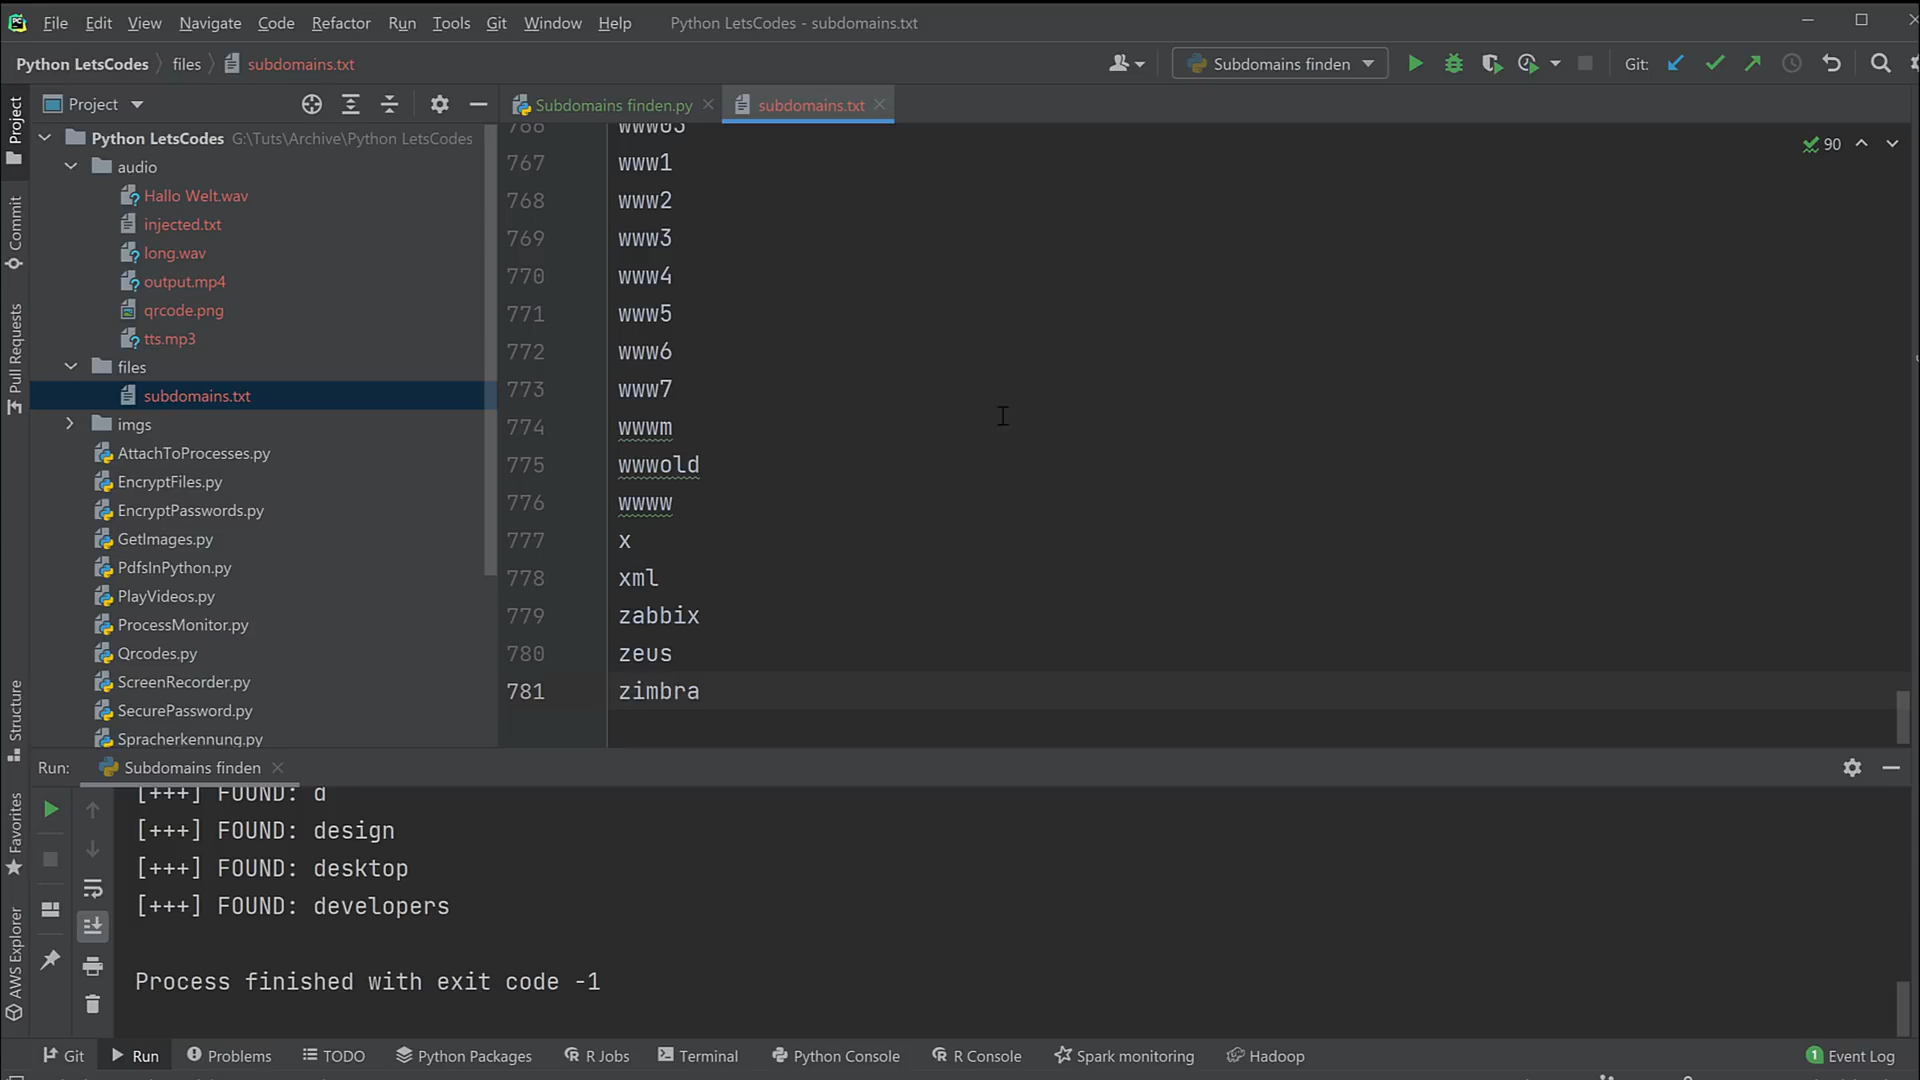 File Edit View Navigate Code Refactor Run Tools Git Window Help Python LetsCodes - subdomains.txt
Python LetsCodes files subdomains.txt Subdomains finden Git:
Project Subdomains finden.py subdomains.txt
Python LetsCodes G:\Tuts\Archive\Python LetsCodes
audio
Hallo Welt.wav
injected.txt
long.wav
output.mp4
qrcode.png
tts.mp3
files
subdomains.txt
imgs
AttachToProcesses.py
EncryptFiles.py
EncryptPasswords.py
GetImages.py
PdfsInPython.py
PlayVideos.py
ProcessMonitor.py
Qrcodes.py
ScreenRecorder.py
SecurePassword.py
Spracherkennung.py
Project
Commit
Pull Requests
Structure
Favorites
AWS Explorer
90
766 www03
767 www1
768 www2
769 www3
770 www4
771 www5
772 www6
773 www7
774 wwwm
775 wwwold
776 wwww
777 x
778 xml
779 zabbix
780 zeus
781 zimbra
Run: Subdomains finden
[+++] FOUND: d
[+++] FOUND: design
[+++] FOUND: desktop
[+++] FOUND: developers
Process finished with exit code -1
Git Run Problems TODO Python Packages R Jobs Terminal Python Console R Console Spark monitoring Hadoop 1 Event Log